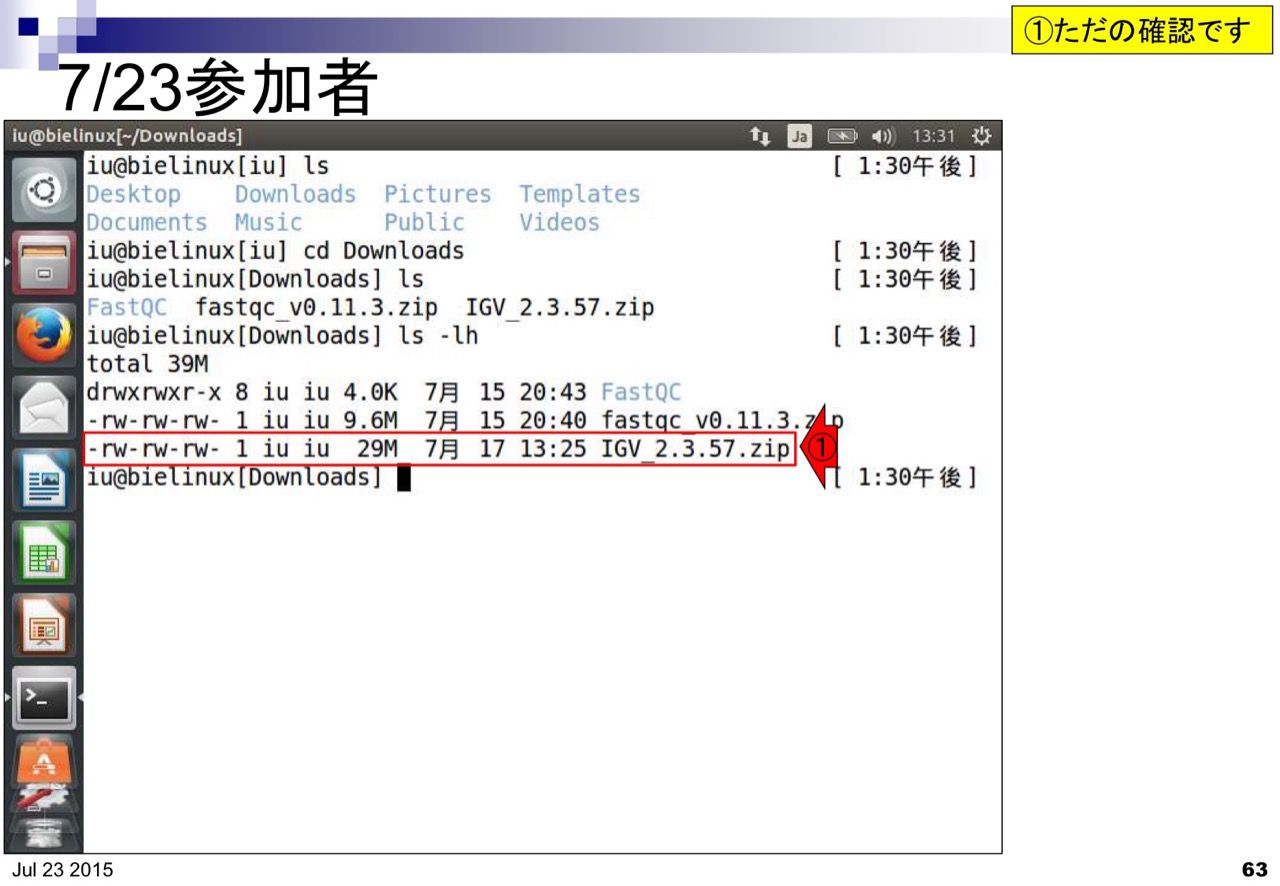 ①ただの確認です
7/23参加者
iu@bielinux[~/Downloads] Ja 13:31
iu@bielinux[iu] ls [ 1:30午後]
Desktop Downloads Pictures Templates
Documents Music Public Videos
iu@bielinux[iu] cd Downloads [ 1:30午後]
iu@bielinux[Downloads] ls [ 1:30午後]
FastQC fastqc_v0.11.3.zip IGV_2.3.57.zip
iu@bielinux[Downloads] ls -lh [ 1:30午後]
total 39M
drwxrwxr-x 8 iu iu 4.0K 7月 15 20:43 FastQC
-rw-rw-rw- 1 iu iu 9.6M 7月 15 20:40 fastqc_v0.11.3.zip
-rw-rw-rw- 1 iu iu 29M 7月 17 13:25 IGV_2.3.57.zip ①
iu@bielinux[Downloads] [ 1:30午後]
Jul 23 2015
63